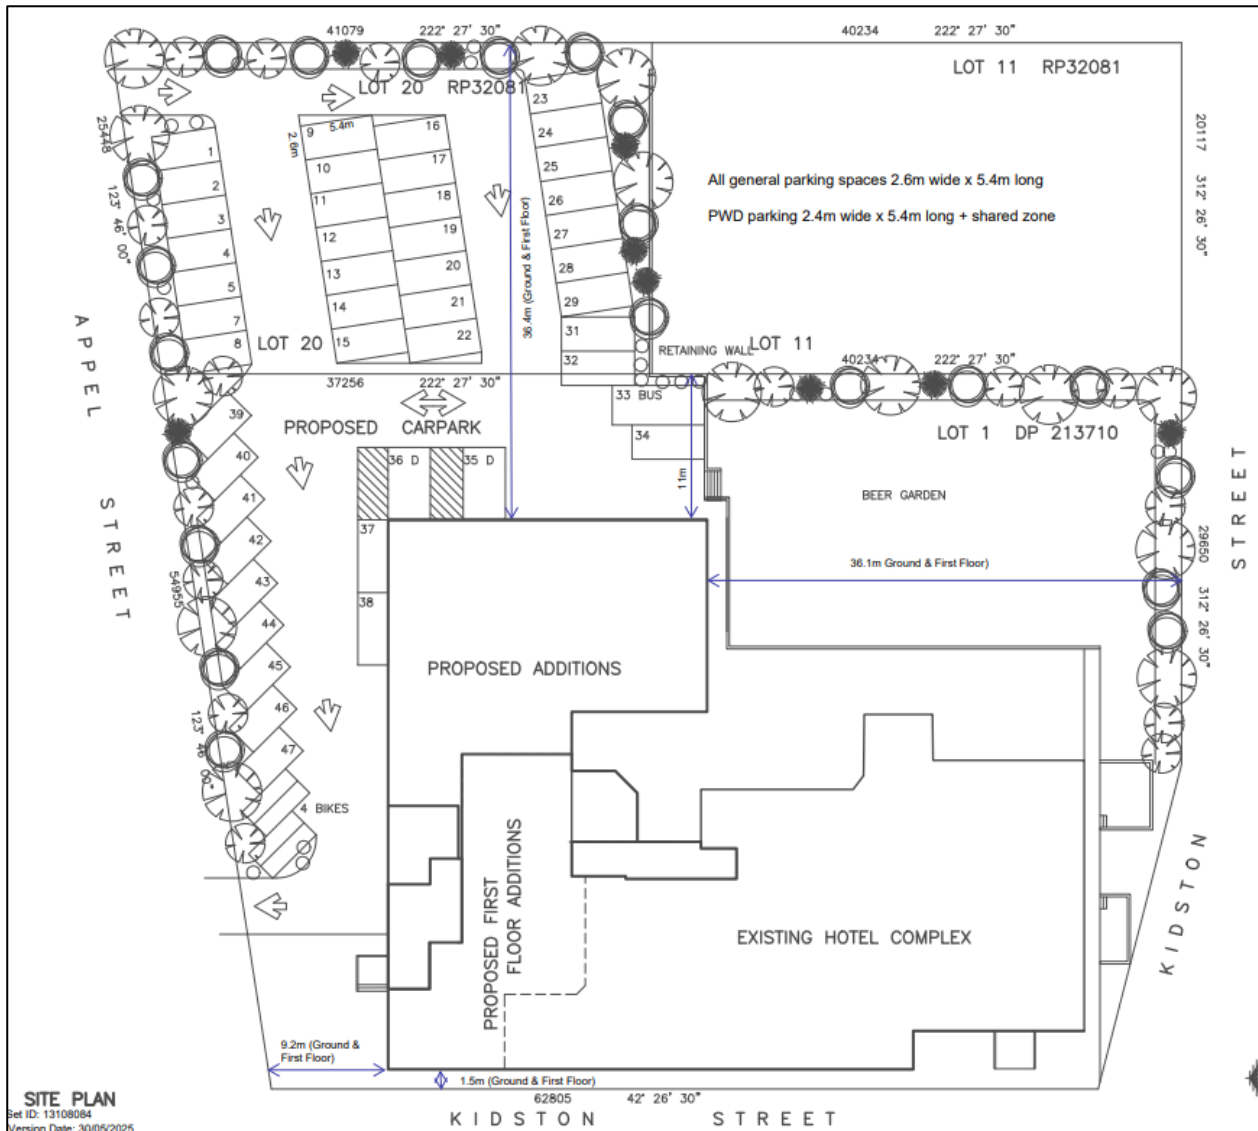 41079 222° 27' 30"
40234 222° 27' 30"
LOT 11 RP32081
LOT 20 RP32081
25448
123° 46' 00"
20117 312° 26' 30"
1
2
3
4
5
7
8
9
5.4m
2.6m
10
11
12
13
14
15
16
17
18
19
20
21
22
23
24
25
26
27
28
29
31
32
33 BUS
34
36.4m (Ground & First Floor)
All general parking spaces 2.6m wide x 5.4m long
PWD parking 2.4m wide x 5.4m long + shared zone
LOT 20
RETAINING WALL
LOT 11
37256 222° 27' 30"
40234 222° 27' 30"
APPEL STREET
PROPOSED CARPARK
LOT 1 DP 213710
36 D
35 D
11m
BEER GARDEN
37
38
39
40
41
42
43
44
45
46
47
4 BIKES
54955
123° 46' 00"
36.1m Ground & First Floor)
29650 312° 26' 30"
KIDSTON STREET
PROPOSED ADDITIONS
PROPOSED FIRST
FLOOR ADDITIONS
EXISTING HOTEL COMPLEX
9.2m (Ground &
First Floor)
1.5m (Ground & First Floor)
62805 42° 26' 30"
KIDSTON STREET
SITE PLAN
Set ID: 13108084
Version Date: 30/05/2025